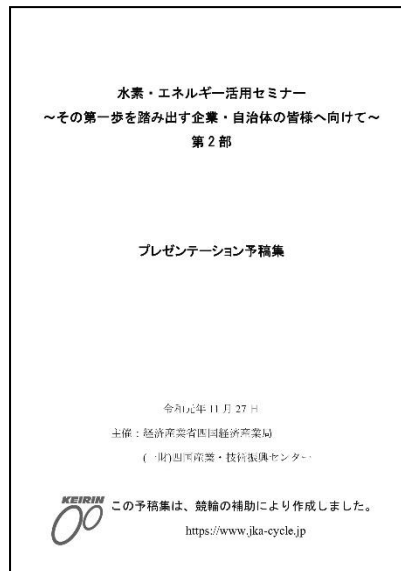 水素・エネルギー活用セミナー
～その第一歩を踏み出す企業・自治体の皆様へ向けて～
第2部
プレゼンテーション予稿集
令和元年 11 月 27 日
主催：経済産業省四国経済産業局
(一財)四国産業・技術振興センター
KEIRIN
この予稿集は、競輪の補助により作成しました。
https://www.jka-cycle.jp